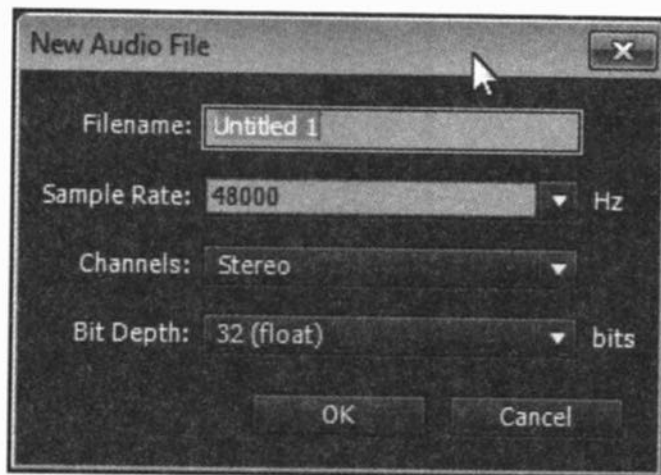 New Audio File
Filename: Untitled 1
Sample Rate: 48000 Hz
Channels: Stereo
Bit Depth: 32 (float) bits
OK Cancel